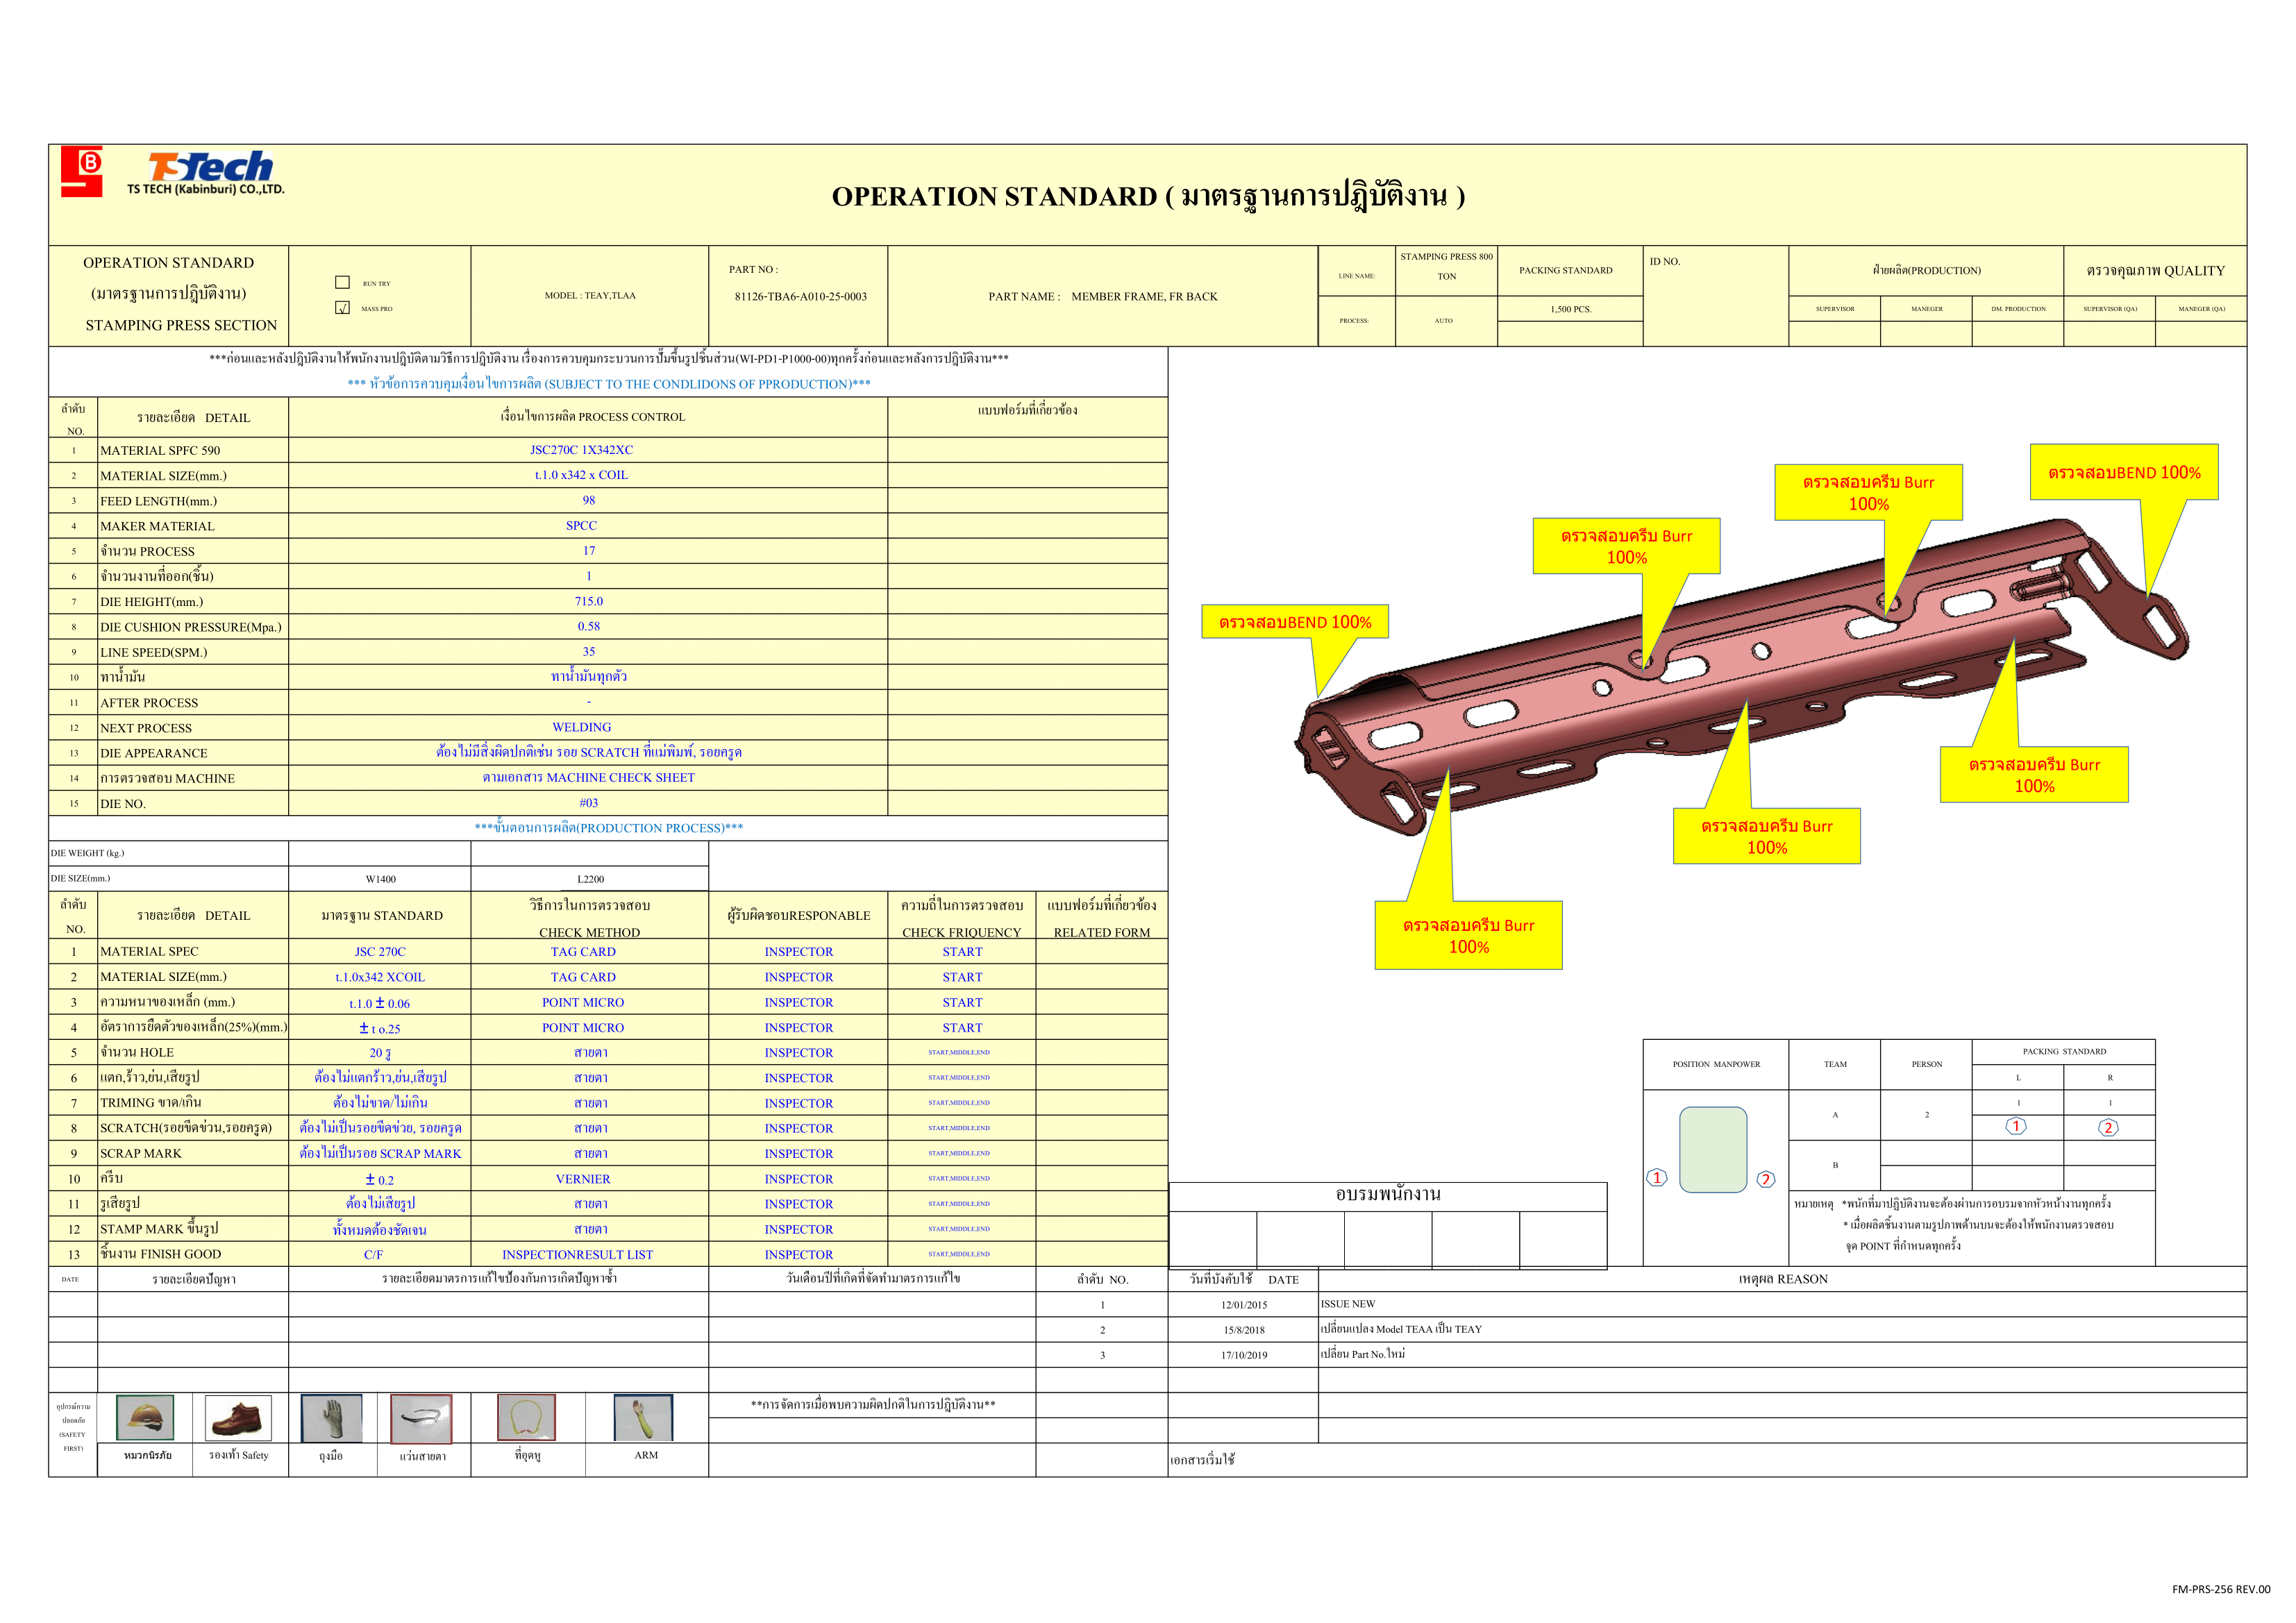 B
TSTech
TS TECH (Kabinburi) CO.,LTD.
OPERATION STANDARD ( มาตรฐานการปฎิบัติงาน )
OPERATION STANDARD
(มาตรฐานการปฎิบัติงาน)
STAMPING PRESS SECTION
RUN TRY
√ MASS PRO
MODEL : TEAY,TLAA
PART NO :
81126-TBA6-A010-25-0003
PART NAME : MEMBER FRAME, FR BACK
LINE NAME:
STAMPING PRESS 800
TON
PROCESS:
AUTO
PACKING STANDARD
1,500 PCS.
ID NO.
ฝ่ายผลิต(PRODUCTION)
ตรวจคุณภาพ QUALITY
SUPERVISOR MANEGER DM. PRODUCTION SUPERVISOR (QA) MANEGER (QA)
***ก่อนและหลังปฎิบัติงานให้พนักงานปฎิบัติตามวิธีการปฎิบัติงาน เรื่องการควบคุมกระบวนการปั๊มขึ้นรูปชิ้นส่วน(WI-PD1-P1000-00)ทุกครั้งก่อนและหลังการปฎิบัติงาน***
*** หัวข้อการควบคุมเงื่อนไขการผลิต (SUBJECT TO THE CONDLIDONS OF PPRODUCTION)***
ลำดับ
NO.
รายละเอียด DETAIL
เงื่อนไขการผลิต PROCESS CONTROL
แบบฟอร์มที่เกี่ยวข้อง
1 MATERIAL SPFC 590 JSC270C 1X342XC
2 MATERIAL SIZE(mm.) t.1.0 x342 x COIL
3 FEED LENGTH(mm.) 98
4 MAKER MATERIAL SPCC
5 จำนวน PROCESS 17
6 จำนวนงานที่ออก(ชิ้น) 1
7 DIE HEIGHT(mm.) 715.0
8 DIE CUSHION PRESSURE(Mpa.) 0.58
9 LINE SPEED(SPM.) 35
10 ทาน้ำมัน ทาน้ำมันทุกตัว
11 AFTER PROCESS -
12 NEXT PROCESS WELDING
13 DIE APPEARANCE ต้องไม่มีสิ่งผิดปกติเช่น รอย SCRATCH ที่แม่พิมพ์, รอยครูด
14 การตรวจสอบ MACHINE ตามเอกสาร MACHINE CHECK SHEET
15 DIE NO. #03
***ขั้นตอนการผลิต(PRODUCTION PROCESS)***
DIE WEIGHT (kg.)
DIE SIZE(mm.) W1400 L2200
ลำดับ
NO.
รายละเอียด DETAIL
มาตรฐาน STANDARD
วิธีการในการตรวจสอบ
CHECK METHOD
ผู้รับผิดชอบRESPONABLE
ความถี่ในการตรวจสอบ
CHECK FRIQUENCY
แบบฟอร์มที่เกี่ยวข้อง
RELATED FORM
1 MATERIAL SPEC JSC 270C TAG CARD INSPECTOR START
2 MATERIAL SIZE(mm.) t.1.0x342 XCOIL TAG CARD INSPECTOR START
3 ความหนาของเหล็ก (mm.) t.1.0 ± 0.06 POINT MICRO INSPECTOR START
4 อัตราการยืดตัวของเหล็ก(25%)(mm.) ± t o.25 POINT MICRO INSPECTOR START
5 จำนวน HOLE 20 รู สายตา INSPECTOR START,MIDDLE,END
6 แตก,ร้าว,ย่น,เสียรูป ต้องไม่แตกร้าว,ย่น,เสียรูป สายตา INSPECTOR START,MIDDLE,END
7 TRIMING ขาด/เกิน ต้องไม่ขาด/ไม่เกิน สายตา INSPECTOR START,MIDDLE,END
8 SCRATCH(รอยขีดข่วน,รอยครูด) ต้องไม่เป็นรอยขีดข่วย, รอยครูด สายตา INSPECTOR START,MIDDLE,END
9 SCRAP MARK ต้องไม่เป็นรอย SCRAP MARK สายตา INSPECTOR START,MIDDLE,END
10 ครีบ ± 0.2 VERNIER INSPECTOR START,MIDDLE,END
11 รูเสียรูป ต้องไม่เสียรูป สายตา INSPECTOR START,MIDDLE,END
12 STAMP MARK ขึ้นรูป ทั้งหมดต้องชัดเจน สายตา INSPECTOR START,MIDDLE,END
13 ชิ้นงาน FINISH GOOD C/F INSPECTIONRESULT LIST INSPECTOR START,MIDDLE,END
ตรวจสอบBEND 100%
ตรวจสอบครีบ Burr
100%
ตรวจสอบครีบ Burr
100%
ตรวจสอบBEND 100%
ตรวจสอบครีบ Burr
100%
ตรวจสอบครีบ Burr
100%
ตรวจสอบครีบ Burr
100%
อบรมพนักงาน
POSITION MANPOWER TEAM PERSON PACKING STANDARD
L R
A 2 1 1
1 2
B
1 2
หมายเหตุ *พนักที่มาปฎิบัติงานจะต้องผ่านการอบรมจากหัวหน้างานทุกครั้ง
* เมื่อผลิตชิ้นงานตามรูปภาพด้านบนจะต้องให้พนักงานตรวจสอบ
จุด POINT ที่กำหนดทุกครั้ง
DATE รายละเอียดปัญหา รายละเอียดมาตรการแก้ไขป้องกันการเกิดปัญหาซ้ำ วันเดือนปีที่เกิดที่จัดทำมาตรการแก้ไข ลำดับ NO. วันที่บังคับใช้ DATE เหตุผล REASON
1 12/01/2015 ISSUE NEW
2 15/8/2018 เปลี่ยนแปลง Model TEAA เป็น TEAY
3 17/10/2019 เปลี่ยน Part No.ใหม่
อุปกรณ์ความ
ปลอดภัย
(SAFETY
FIRST)
หมวกนิรภัย รองเท้า Safety ถุงมือ แว่นสายตา ที่อุดหู ARM
**การจัดการเมื่อพบความผิดปกติในการปฎิบัติงาน**
เอกสารเริ่มใช้
FM-PRS-256 REV.00